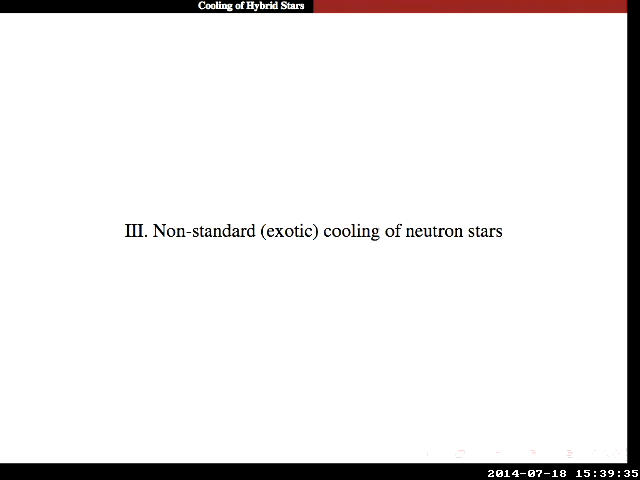 Cooling of Hybrid Stars
III. Non-standard (exotic) cooling of neutron stars
2014-07-18 15:39:35